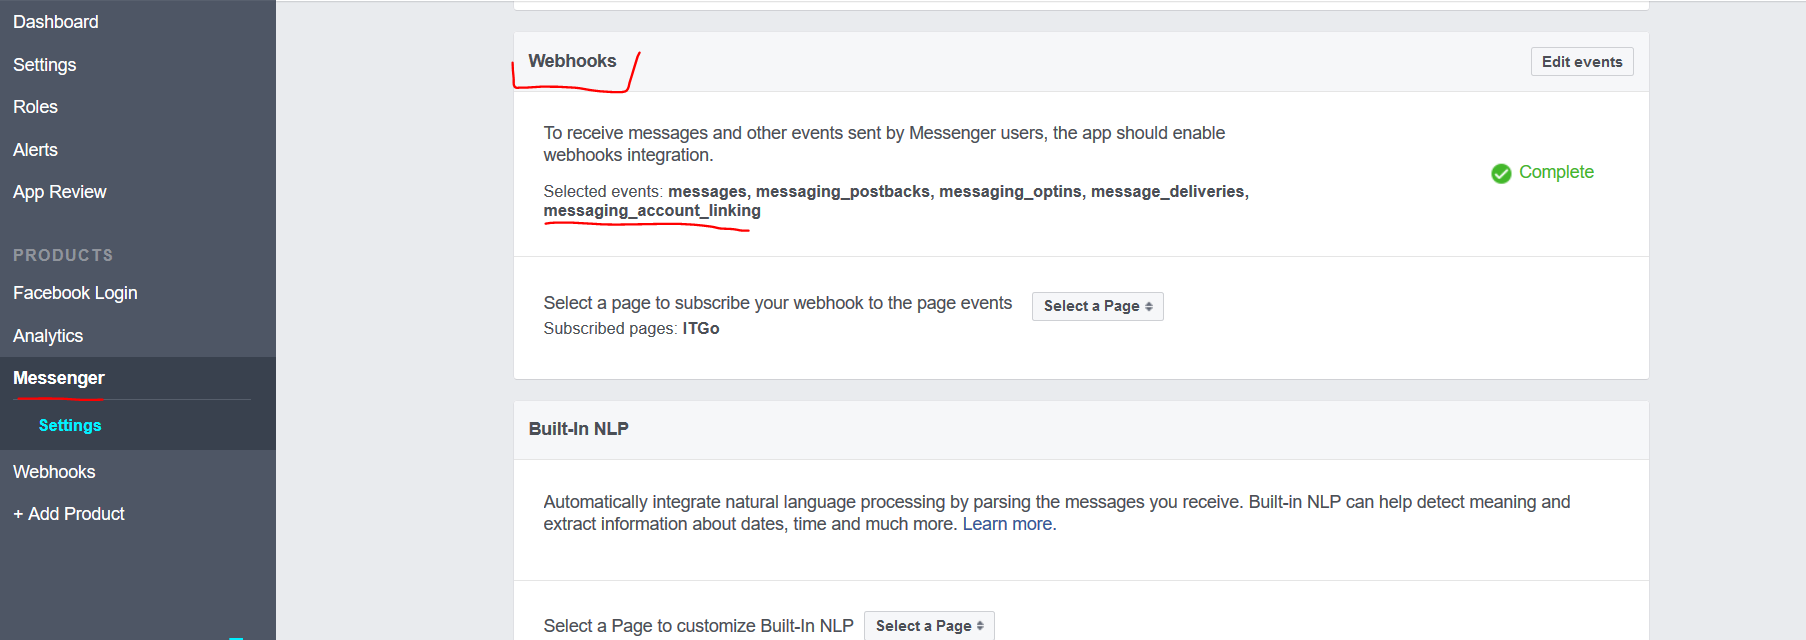 Dashboard
Settings
Roles
Alerts
App Review
PRODUCTS
Facebook Login
Analytics
Messenger
Settings
Webhooks
+ Add Product
Webhooks
Edit events
To receive messages and other events sent by Messenger users, the app should enable
webhooks integration.
Selected events: messages, messaging_postbacks, messaging_optins, message_deliveries,
messaging_account_linking
Complete
Select a page to subscribe your webhook to the page events
Select a Page
Subscribed pages: ITGo
Built-In NLP
Automatically integrate natural language processing by parsing the messages you receive. Built-in NLP can help detect meaning and
extract information about dates, time and much more. Learn more.
Select a Page to customize Built-In NLP
Select a Page